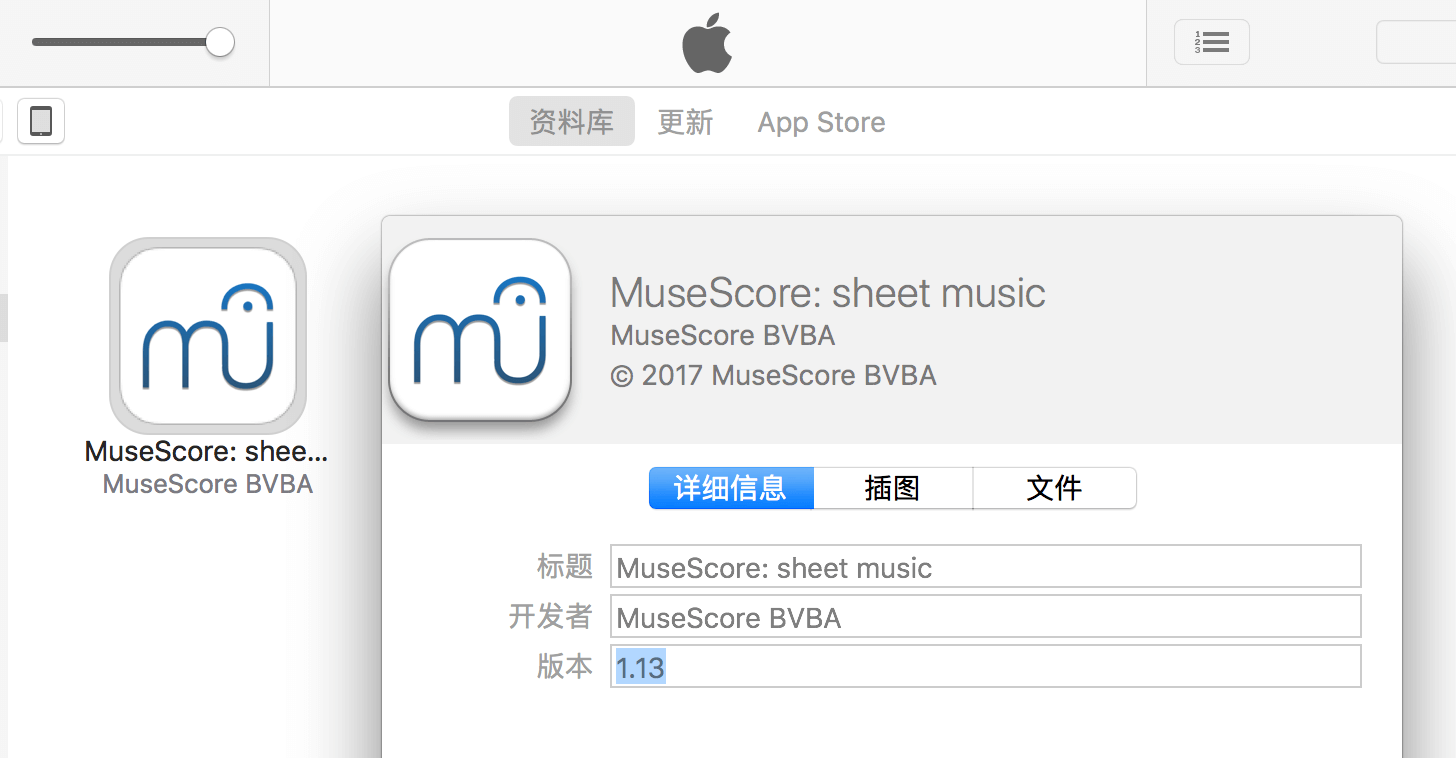 资料库 更新 App Store
MuseScore: sheet music
MuseScore BVBA
© 2017 MuseScore BVBA
MuseScore: shee...
MuseScore BVBA
详细信息 插图 文件
标题 MuseScore: sheet music
开发者 MuseScore BVBA
版本 1.13